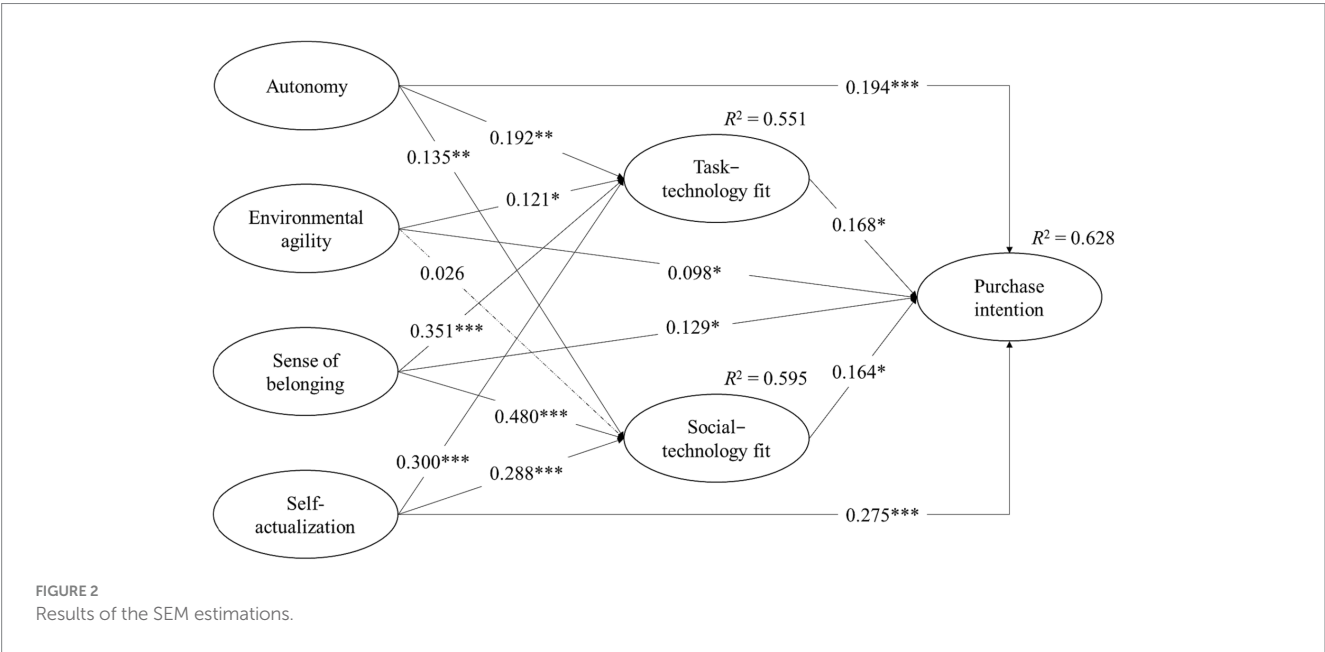 Autonomy
0.194***
R² = 0.551
0.192**
0.135**
Task–
technology fit
0.121*
Environmental
agility
0.168*
R² = 0.628
0.026
0.098*
Purchase
intention
0.351***
0.129*
Sense of
belonging
R² = 0.595
0.164*
0.480***
Social–
technology fit
0.300***
0.288***
Self-
actualization
0.275***
FIGURE 2
Results of the SEM estimations.